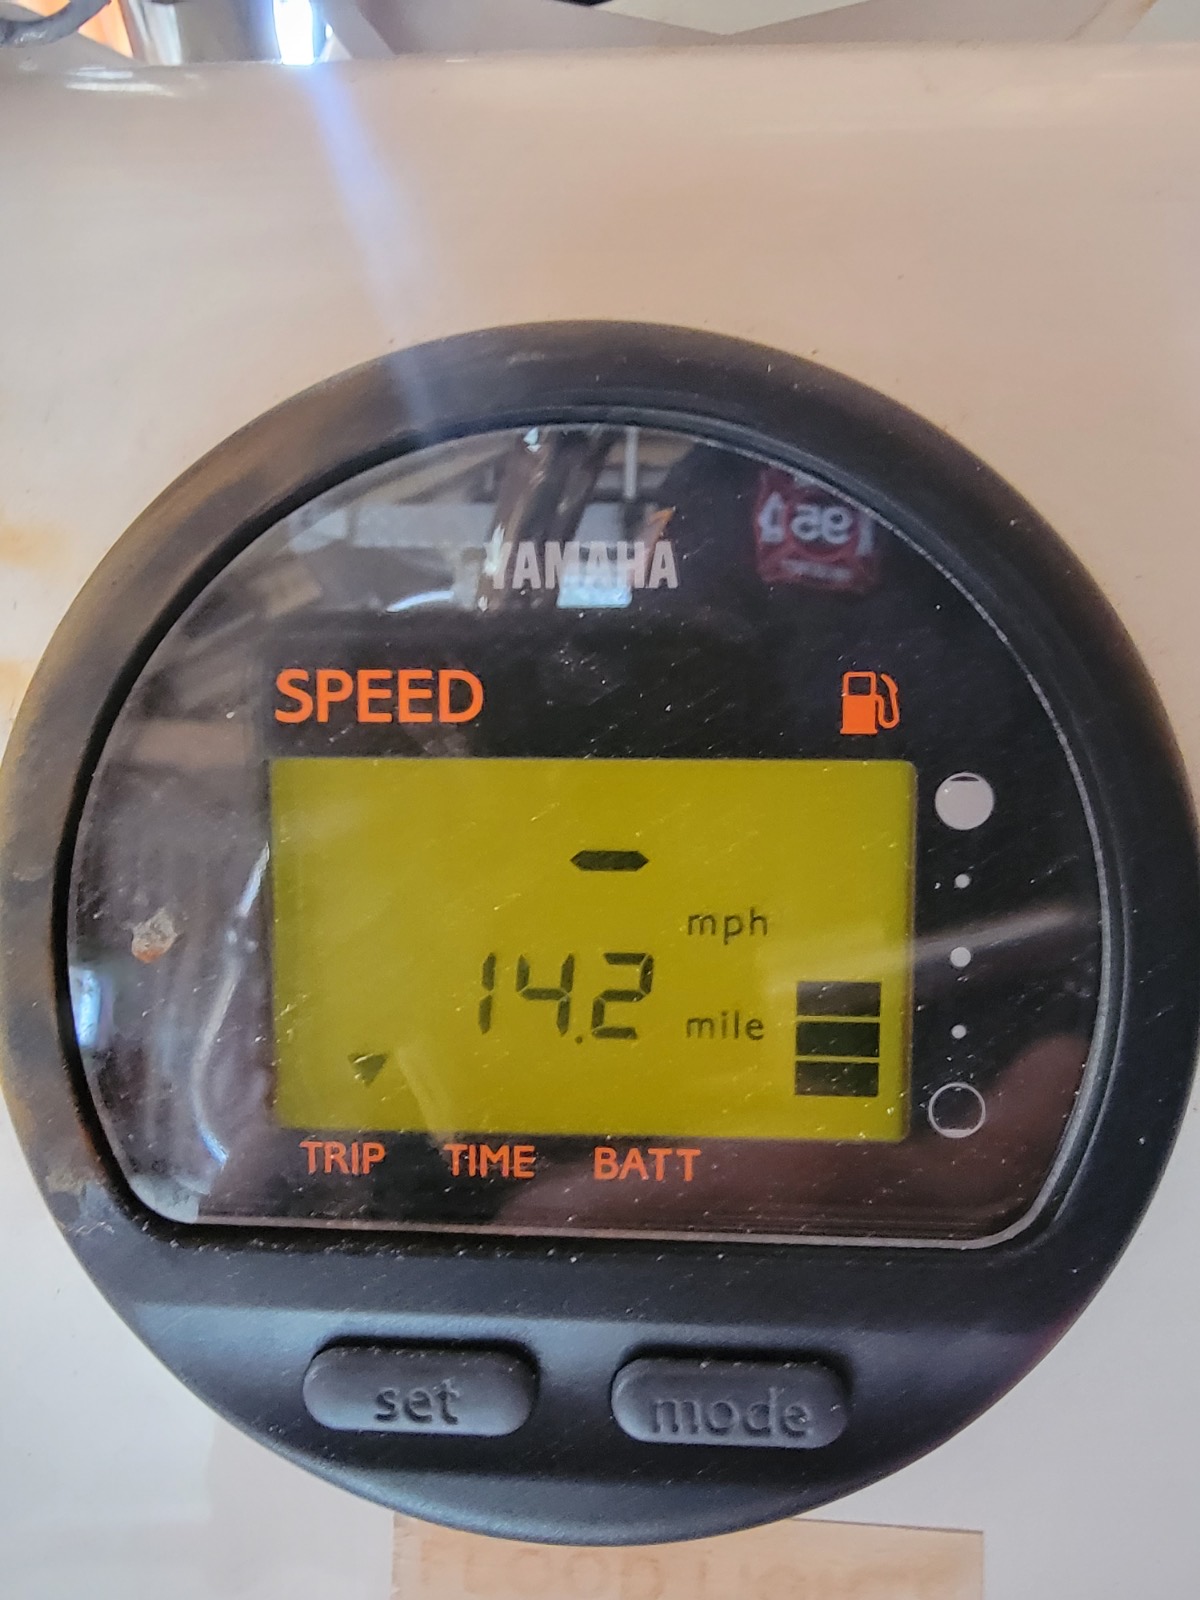 YAMAHA
SPEED
-
mph
14.2
mile
TRIP TIME BATT
set mode